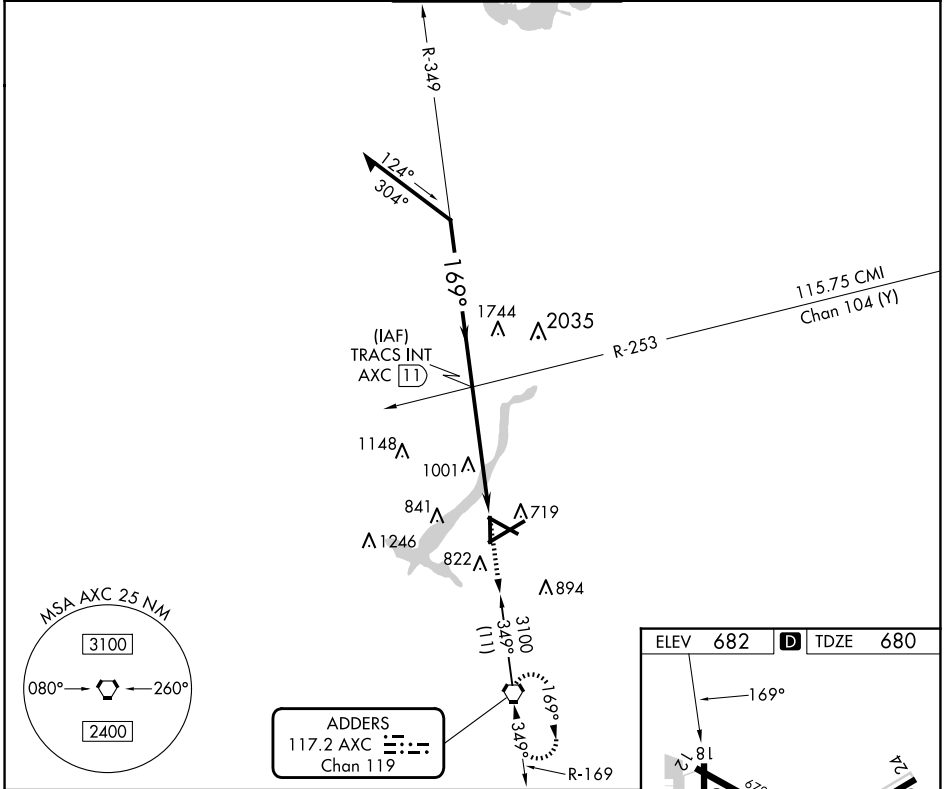 R-349
124°
304°
169°
1744
2035
115.75 CMI
Chan 104 (Y)
R-253
(IAF)
TRACS INT
AXC 11
1148
1001
841
719
1246
822
894
3100
349°
(11)
MSA AXC 25 NM
3100
080°
260°
2400
ADDERS
117.2 AXC
Chan 119
169°
349°
R-169
ELEV 682 D TDZE 680
169°
18
12
24
679